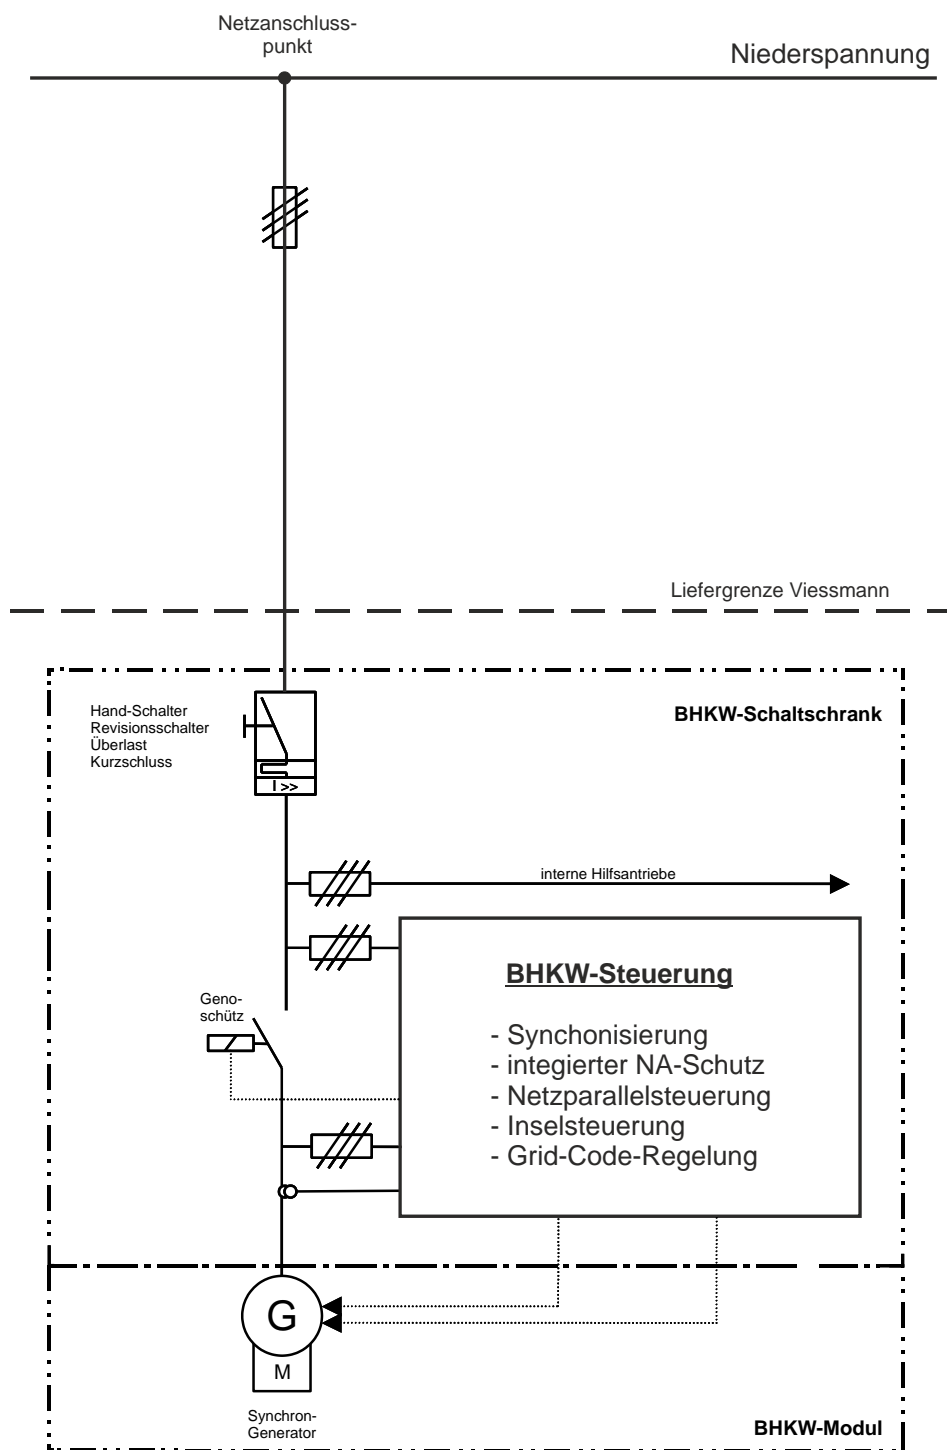 Netzanschluss-
punkt
Niederspannung
Liefergrenze Viessmann
Hand-Schalter
Revisionsschalter
Überlast
Kurzschluss
BHKW-Schaltschrank
I >>
interne Hilfsantriebe
BHKW-Steuerung
- Synchonisierung
- integierter NA-Schutz
- Netzparallelsteuerung
- Inselsteuerung
- Grid-Code-Regelung
Geno-
schütz
G
M
Synchron-
Generator
BHKW-Modul